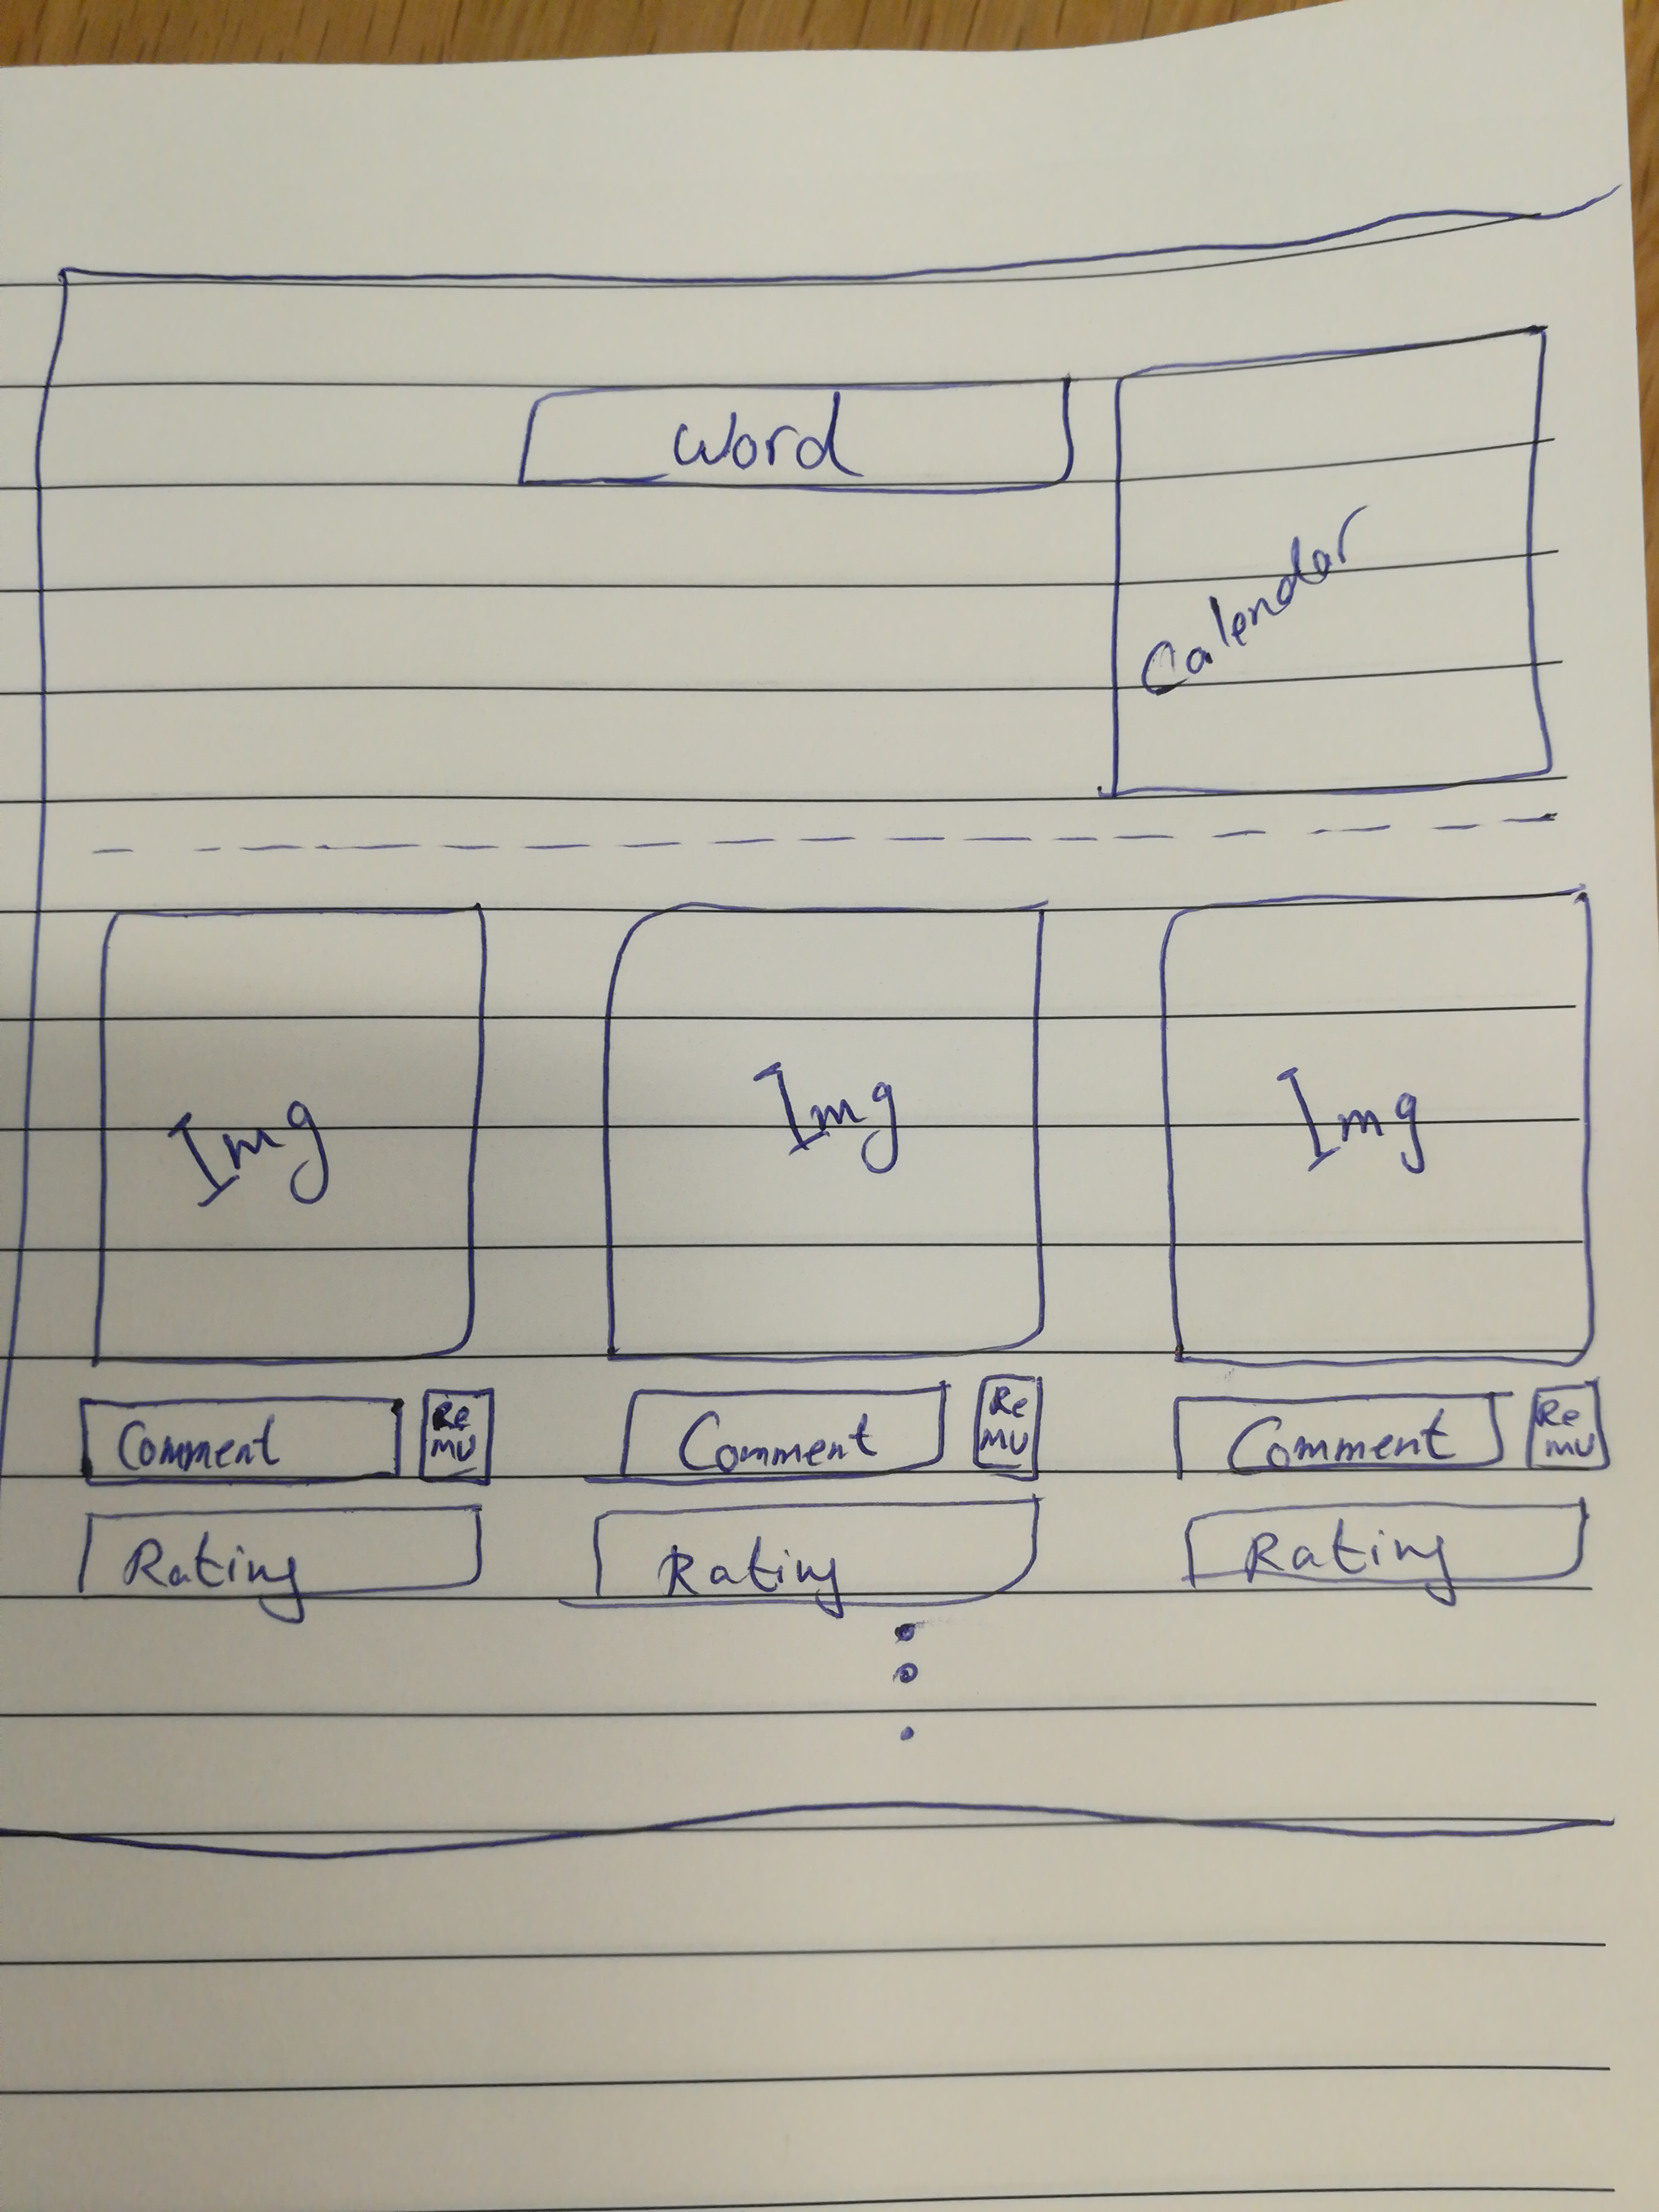 Word
Calendar
Img Img Img
Comment Re Comment Re Comment Re
mu mu mu
Rating Rating Rating